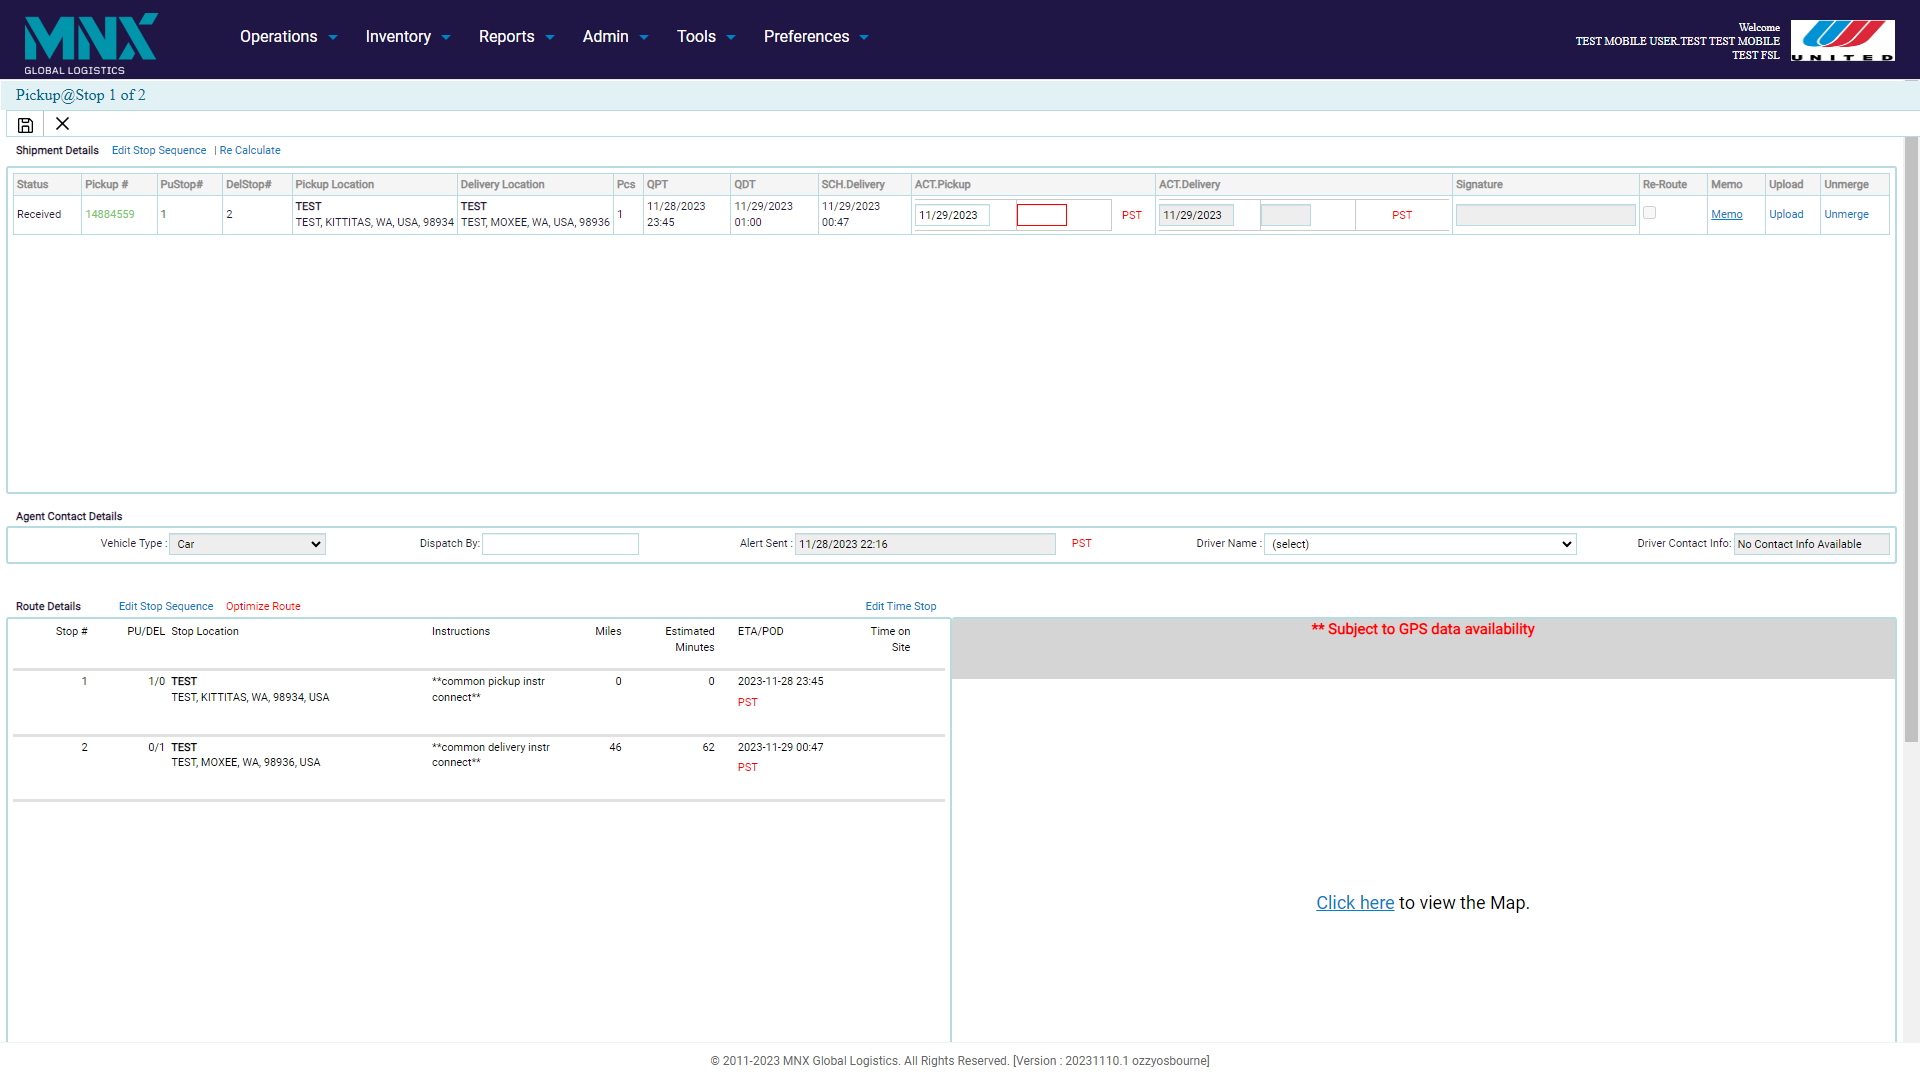 MNX
GLOBAL LOGISTICS
Operations Inventory Reports Admin Tools Preferences
Welcome
TEST MOBILE USER.TEST TEST MOBILE
TEST FSL
UNITED
Pickup@Stop 1 of 2
Shipment Details Edit Stop Sequence | Re Calculate
Status Pickup # PuStop# DelStop# Pickup Location Delivery Location Pcs QPT QDT SCH.Delivery ACT.Pickup ACT.Delivery Signature Re-Route Memo Upload Unmerge
Received 14884559 1 2 TEST TEST 1 11/28/2023 11/29/2023 11/29/2023 11/29/2023 PST 11/29/2023 PST Memo Upload Unmerge
TEST, KITTITAS, WA, USA, 98934 TEST, MOXEE, WA, USA, 98936 23:45 01:00 00:47
Agent Contact Details
Vehicle Type : Car Dispatch By: Alert Sent : 11/28/2023 22:16 PST Driver Name : (select) Driver Contact Info: No Contact Info Available
Route Details Edit Stop Sequence Optimize Route Edit Time Stop
Stop # PU/DEL Stop Location Instructions Miles Estimated ETA/POD Time on
Minutes Site
1 1/0 TEST **common pickup instr 0 0 2023-11-28 23:45
TEST, KITTITAS, WA, 98934, USA connect** PST
2 0/1 TEST **common delivery instr 46 62 2023-11-29 00:47
TEST, MOXEE, WA, 98936, USA connect** PST
** Subject to GPS data availability
Click here to view the Map.
© 2011-2023 MNX Global Logistics. All Rights Reserved. [Version : 20231110.1 ozzyosbourne]